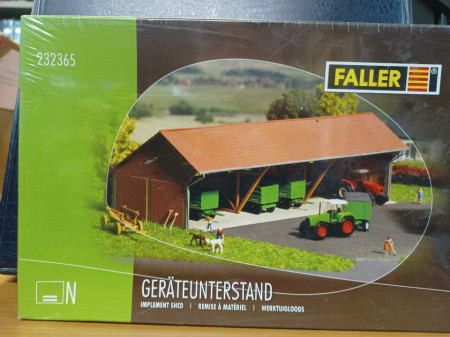 232365
FALLER
®
N
GERÄTEUNTERSTAND
IMPLEMENT SHED | REMISE À MATÉRIEL | WERKTUIGLOODS